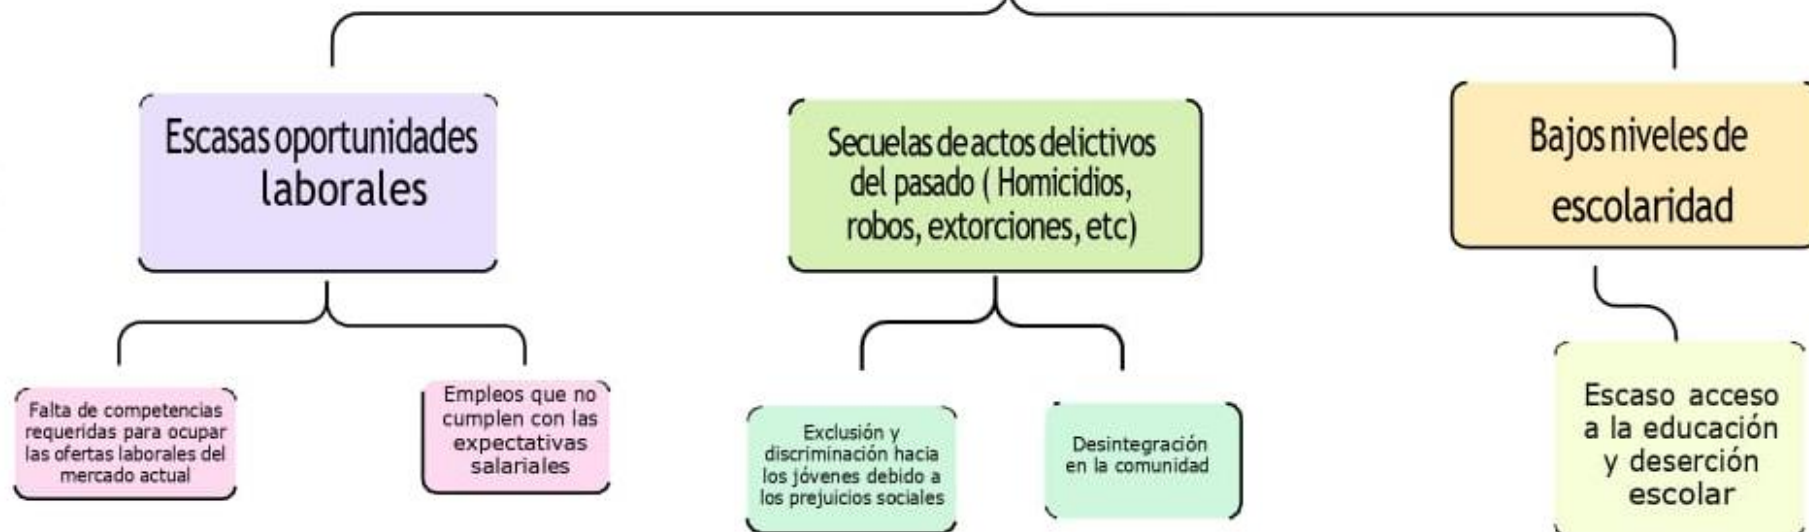 Escasas oportunidades
laborales
Secuelas de actos delictivos
del pasado ( Homicidios,
robos, extorciones, etc)
Bajos niveles de
escolaridad
Falta de competencias
requeridas para ocupar
las ofertas laborales del
mercado actual
Empleos que no
cumplen con las
expectativas
salariales
Exclusión y
discriminación hacia
los jóvenes debido a
los prejuicios sociales
Desintegración
en la comunidad
Escaso acceso
a la educación
y deserción
escolar